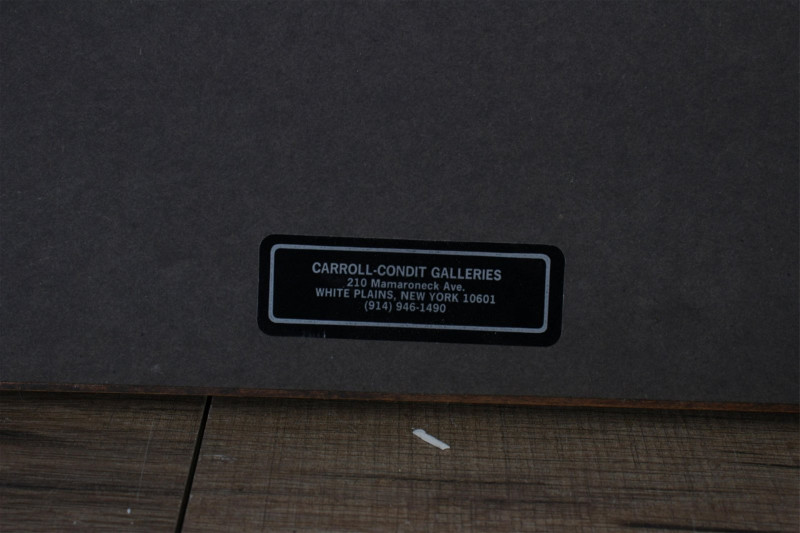 CARROLL-CONDIT GALLERIES
210 Mamaroneck Ave.
WHITE PLAINS, NEW YORK 10601
(914) 946-1490